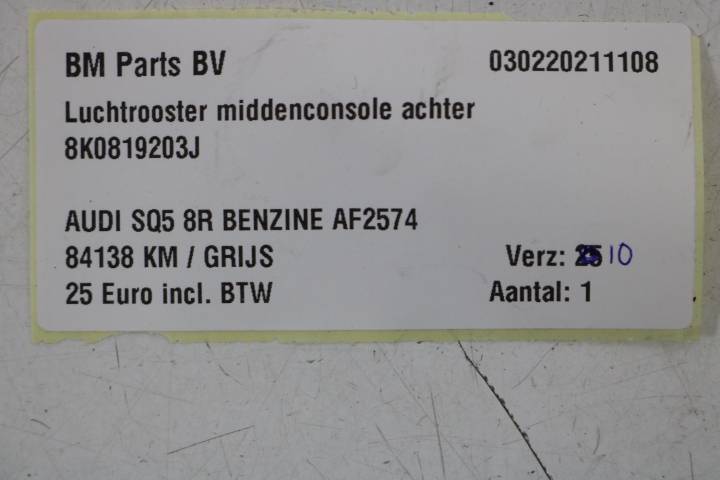 BM Parts BV 030220211108
Luchtrooster middenconsole achter
8K0819203J
AUDI SQ5 8R BENZINE AF2574
84138 KM / GRIJS Verz: 25 10
25 Euro incl. BTW Aantal: 1